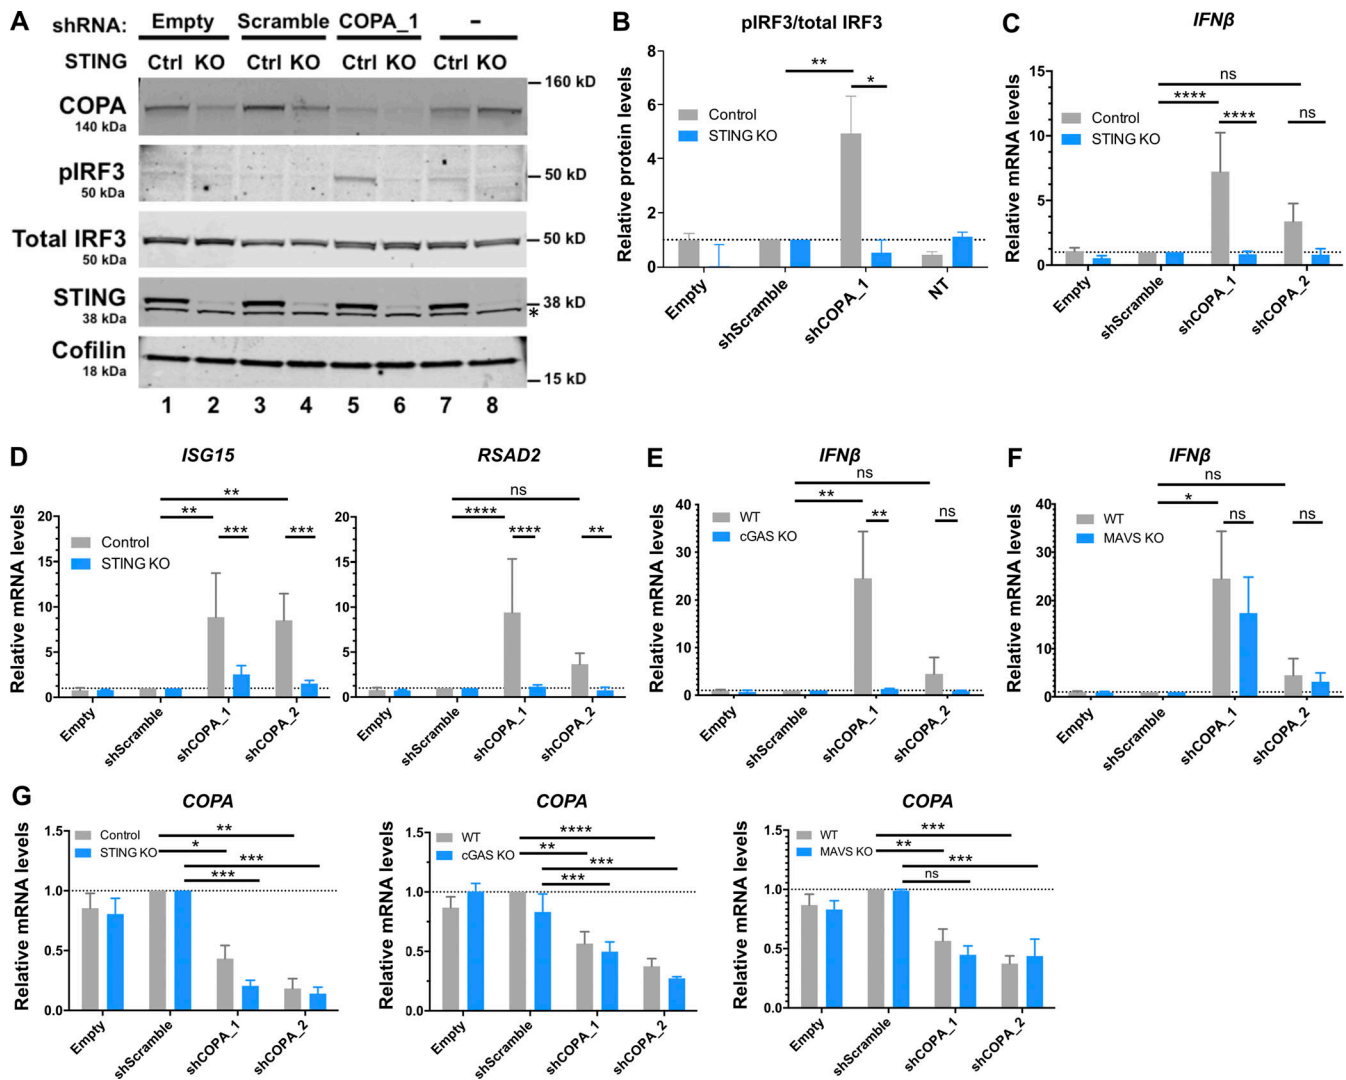 A
shRNA: Empty Scramble COPA_1 –
STING Ctrl KO Ctrl KO Ctrl KO Ctrl KO
160 kD
COPA
140 kDa
pIRF3
50 kDa
50 kD
Total IRF3
50 kDa
50 kD
STING
38 kDa
38 kD
*
Cofilin
18 kDa
15 kD
1 2 3 4 5 6 7 8
B
pIRF3/total IRF3
Relative protein levels
8
6
4
2
0
Control
STING KO
**
*
Empty
shScramble
shCOPA_1
NT
C
IFNβ
Relative mRNA levels
15
10
5
0
Control
STING KO
ns
****
****
ns
Empty
shScramble
shCOPA_1
shCOPA_2
D
ISG15
Relative mRNA levels
20
15
10
5
0
Control
STING KO
**
**
***
***
Empty
shScramble
shCOPA_1
shCOPA_2
RSAD2
20
15
10
5
0
ns
****
****
**
Empty
shScramble
shCOPA_1
shCOPA_2
E
IFNβ
Relative mRNA levels
40
30
20
10
0
WT
cGAS KO
ns
**
**
ns
Empty
shScramble
shCOPA_1
shCOPA_2
F
IFNβ
Relative mRNA levels
40
30
20
10
0
WT
MAVS KO
ns
*
ns
ns
Empty
shScramble
shCOPA_1
shCOPA_2
G
COPA
Relative mRNA levels
1.5
1.0
0.5
0.0
Control
STING KO
**
*
***
***
Empty
shScramble
shCOPA_1
shCOPA_2
COPA
Relative mRNA levels
1.5
1.0
0.5
0.0
WT
cGAS KO
****
**
***
***
Empty
shScramble
shCOPA_1
shCOPA_2
COPA
Relative mRNA levels
1.5
1.0
0.5
0.0
WT
MAVS KO
***
**
***
ns
Empty
shScramble
shCOPA_1
shCOPA_2